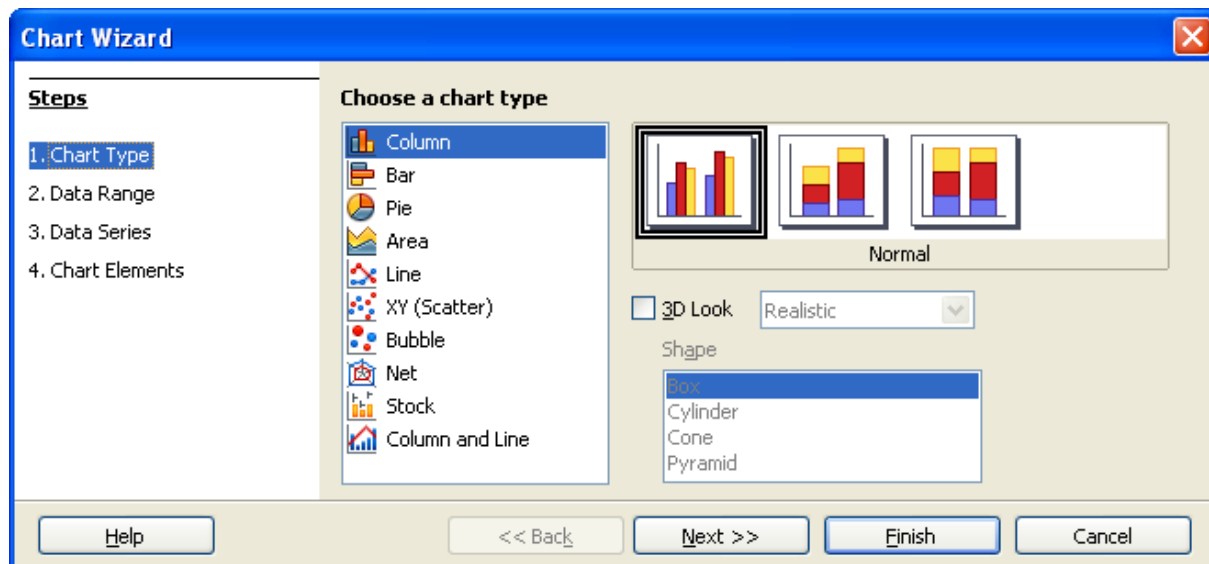 Chart Wizard
Steps
1. Chart Type
2. Data Range
3. Data Series
4. Chart Elements
Choose a chart type
Column
Bar
Pie
Area
Line
XY (Scatter)
Bubble
Net
Stock
Column and Line
Normal
3D Look
Realistic
Shape
Box
Cylinder
Cone
Pyramid
Help
<< Back
Next >>
Finish
Cancel